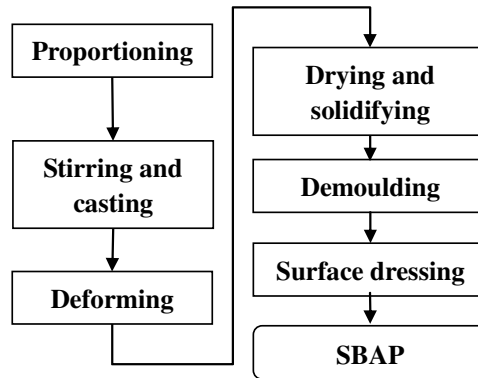 Proportioning
Stirring and
casting
Deforming
Drying and
solidifying
Demoulding
Surface dressing
SBAP